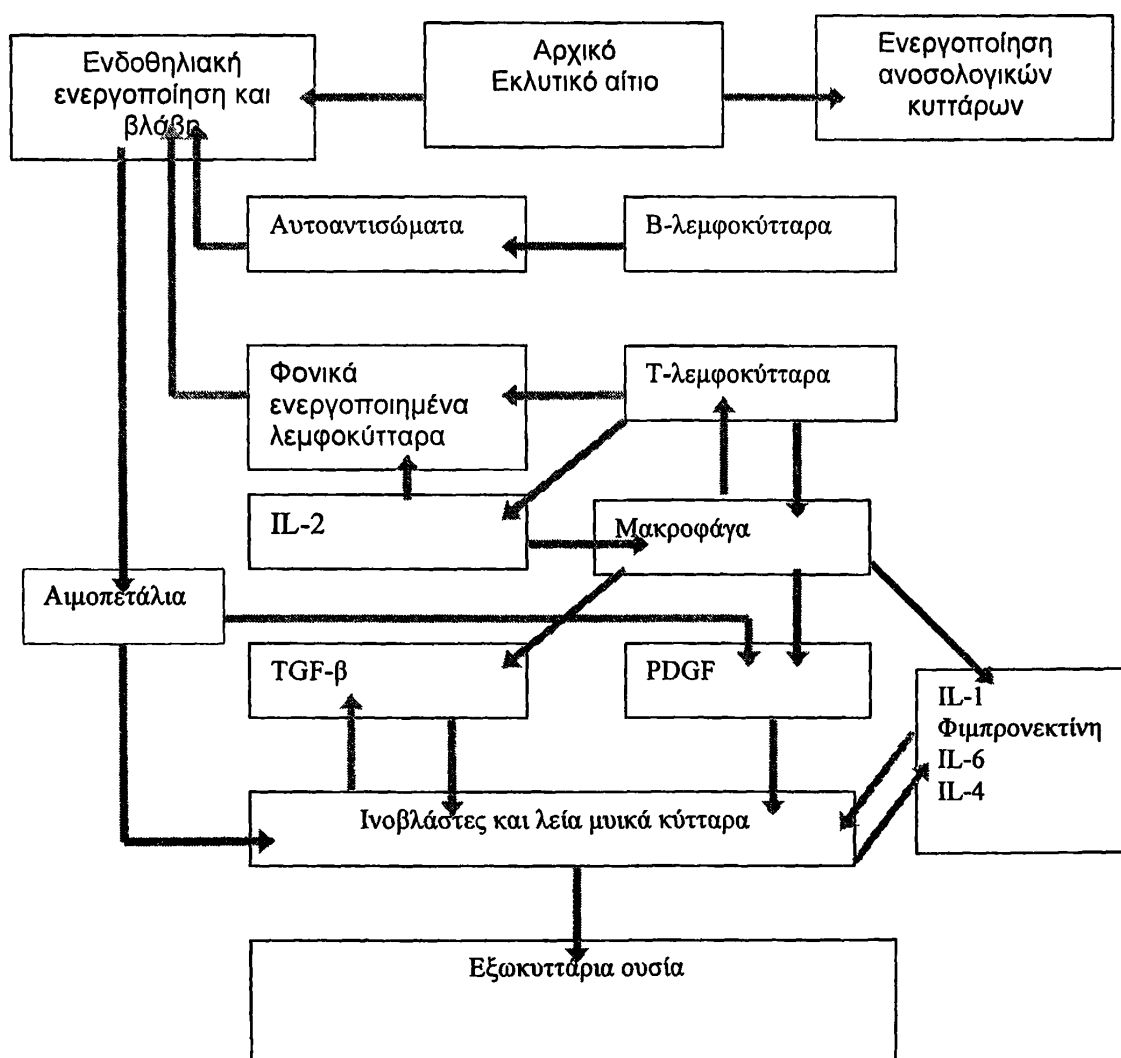 Ενδοθηλιακή
ενεργοποίηση και
βλάβη
Αρχικό
Εκλυτικό αίτιο
Ενεργοποίηση
ανοσολογικών
κυττάρων
Αυτοαντισώματα
Β-λεμφοκύτταρα
Φονικά
ενεργοποιημένα
λεμφοκύτταρα
Τ-λεμφοκύτταρα
IL-2
Μακροφάγα
Αιμοπετάλια
TGF-β
PDGF
IL-1
Φιμπρονεκτίνη
IL-6
IL-4
Ινοβλάστες και λεία μυικά κύτταρα
Εξωκυττάρια ουσία